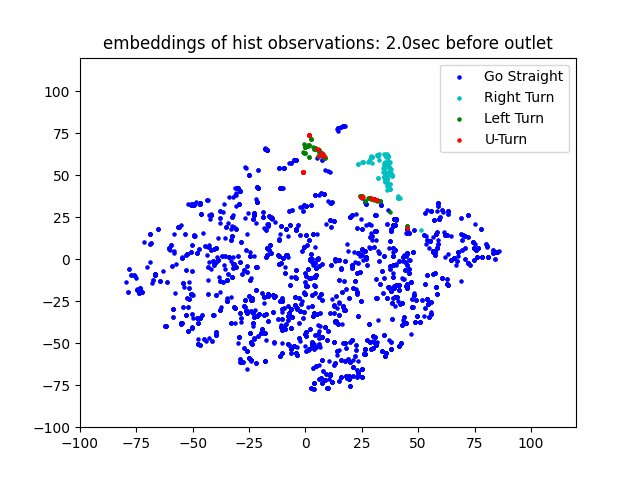 embeddings of hist observations: 2.0sec before outlet
Go Straight
Right Turn
Left Turn
U-Turn
100
75
50
25
0
−25
−50
−75
−100
−100 −75 −50 −25 0 25 50 75 100